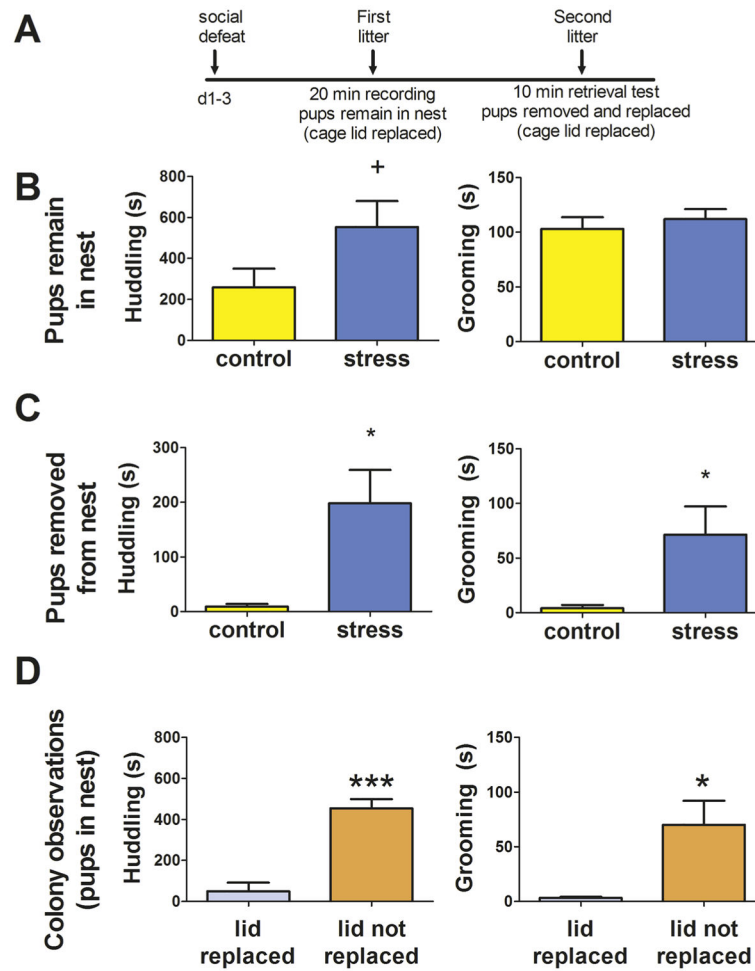 A
social
defeat
First
litter
Second
litter
d1-3
20 min recording
pups remain in nest
(cage lid replaced)
10 min retrieval test
pups removed and replaced
(cage lid replaced)
B
Pups remain
in nest
Huddling (s)
800
600
400
200
0
+
control
stress
Grooming (s)
150
100
50
0
control
stress
C
Pups removed
from nest
Huddling (s)
300
200
100
0
*
control
stress
Grooming (s)
150
100
50
0
*
control
stress
D
Colony observations
(pups in nest)
Huddling (s)
800
600
400
200
0
***
lid
replaced
lid not
replaced
Grooming (s)
150
100
50
0
*
lid
replaced
lid not
replaced